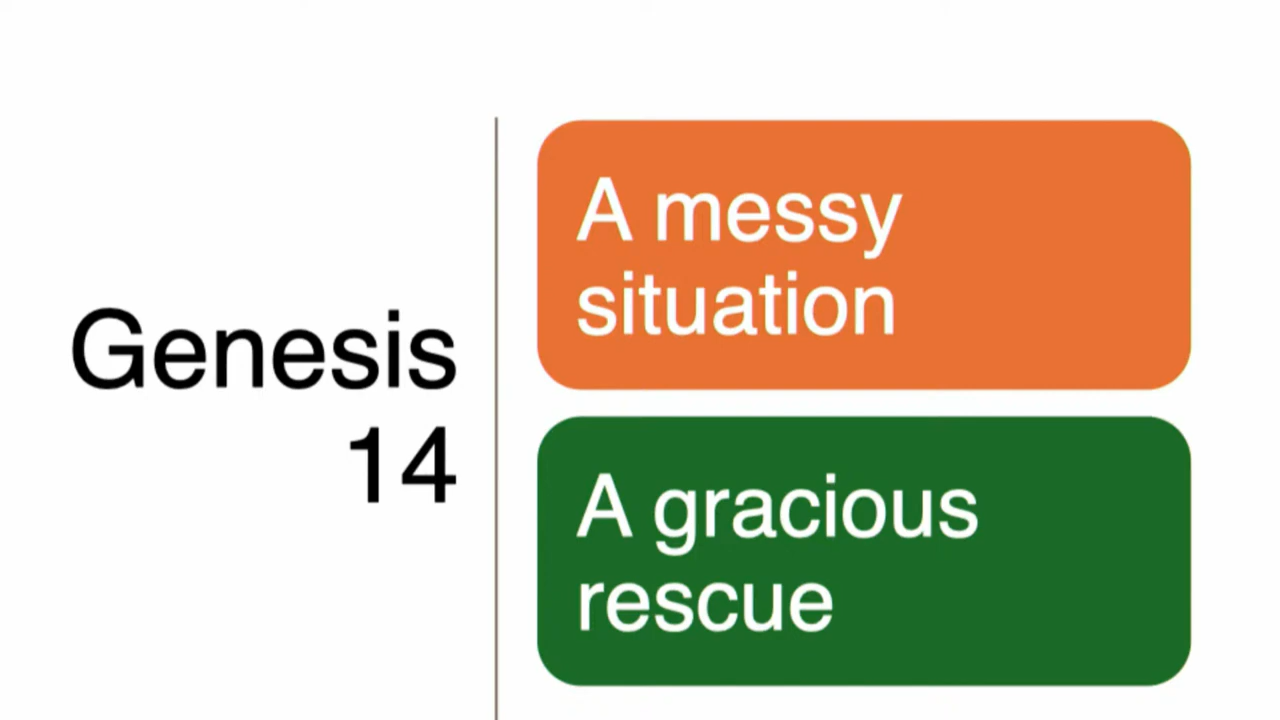 Genesis
14
A messy
situation
A gracious
rescue